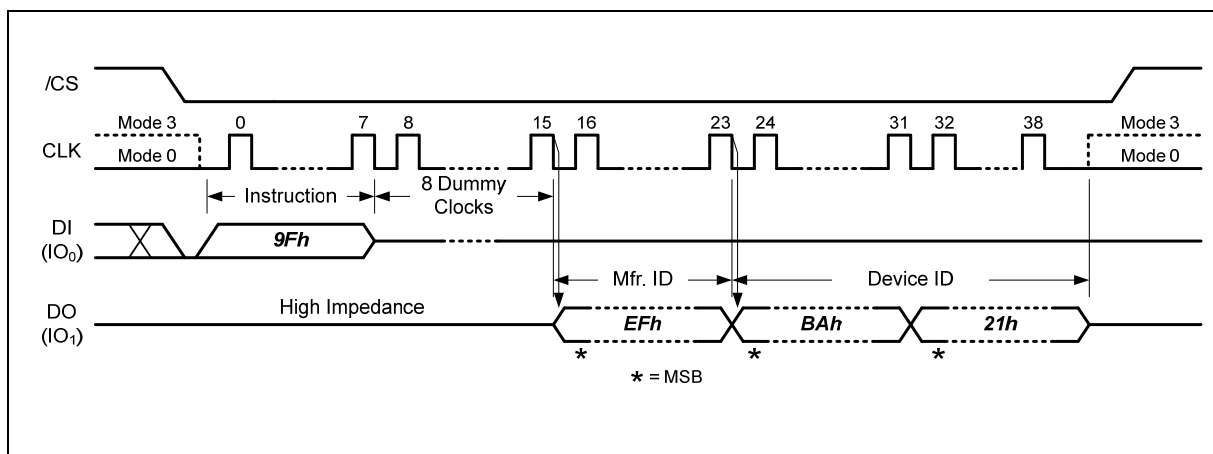 /CS
Mode 3
0 7 8 15 16 23 24 31 32 38
Mode 3
CLK
Mode 0
Mode 0
Instruction
8 Dummy
Clocks
DI
(IO₀)
9Fh
Mfr. ID
Device ID
DO
(IO₁)
High Impedance
EFh
BAh
21h
* * *
* = MSB